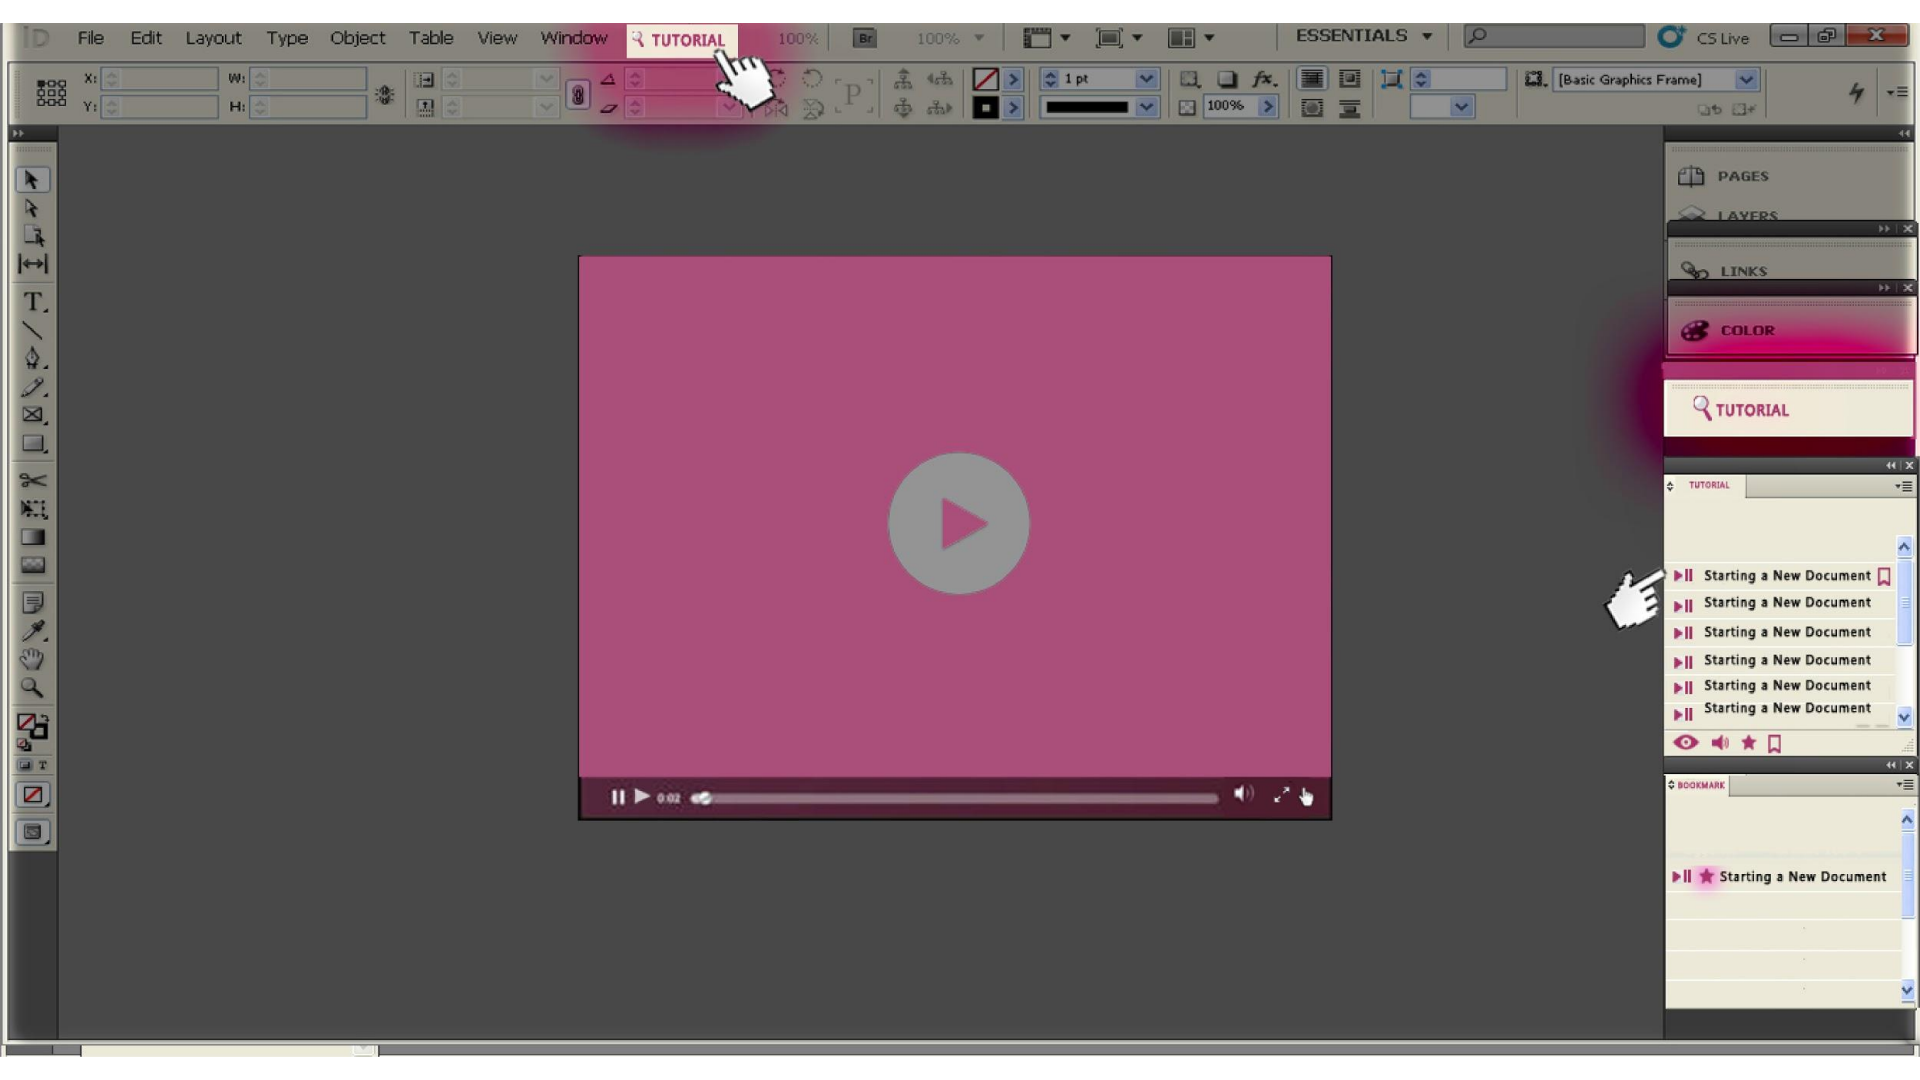 ID File Edit Layout Type Object Table View Window TUTORIAL 100% Br 100% ESSENTIALS CS Live
X: W: 1 pt fx. [Basic Graphics Frame]
Y: H: P 100%
PAGES
LAYERS
LINKS
T
COLOR
TUTORIAL
TUTORIAL
Starting a New Document
Starting a New Document
Starting a New Document
Starting a New Document
Starting a New Document
Starting a New Document
T
BOOKMARK
0:02
Starting a New Document